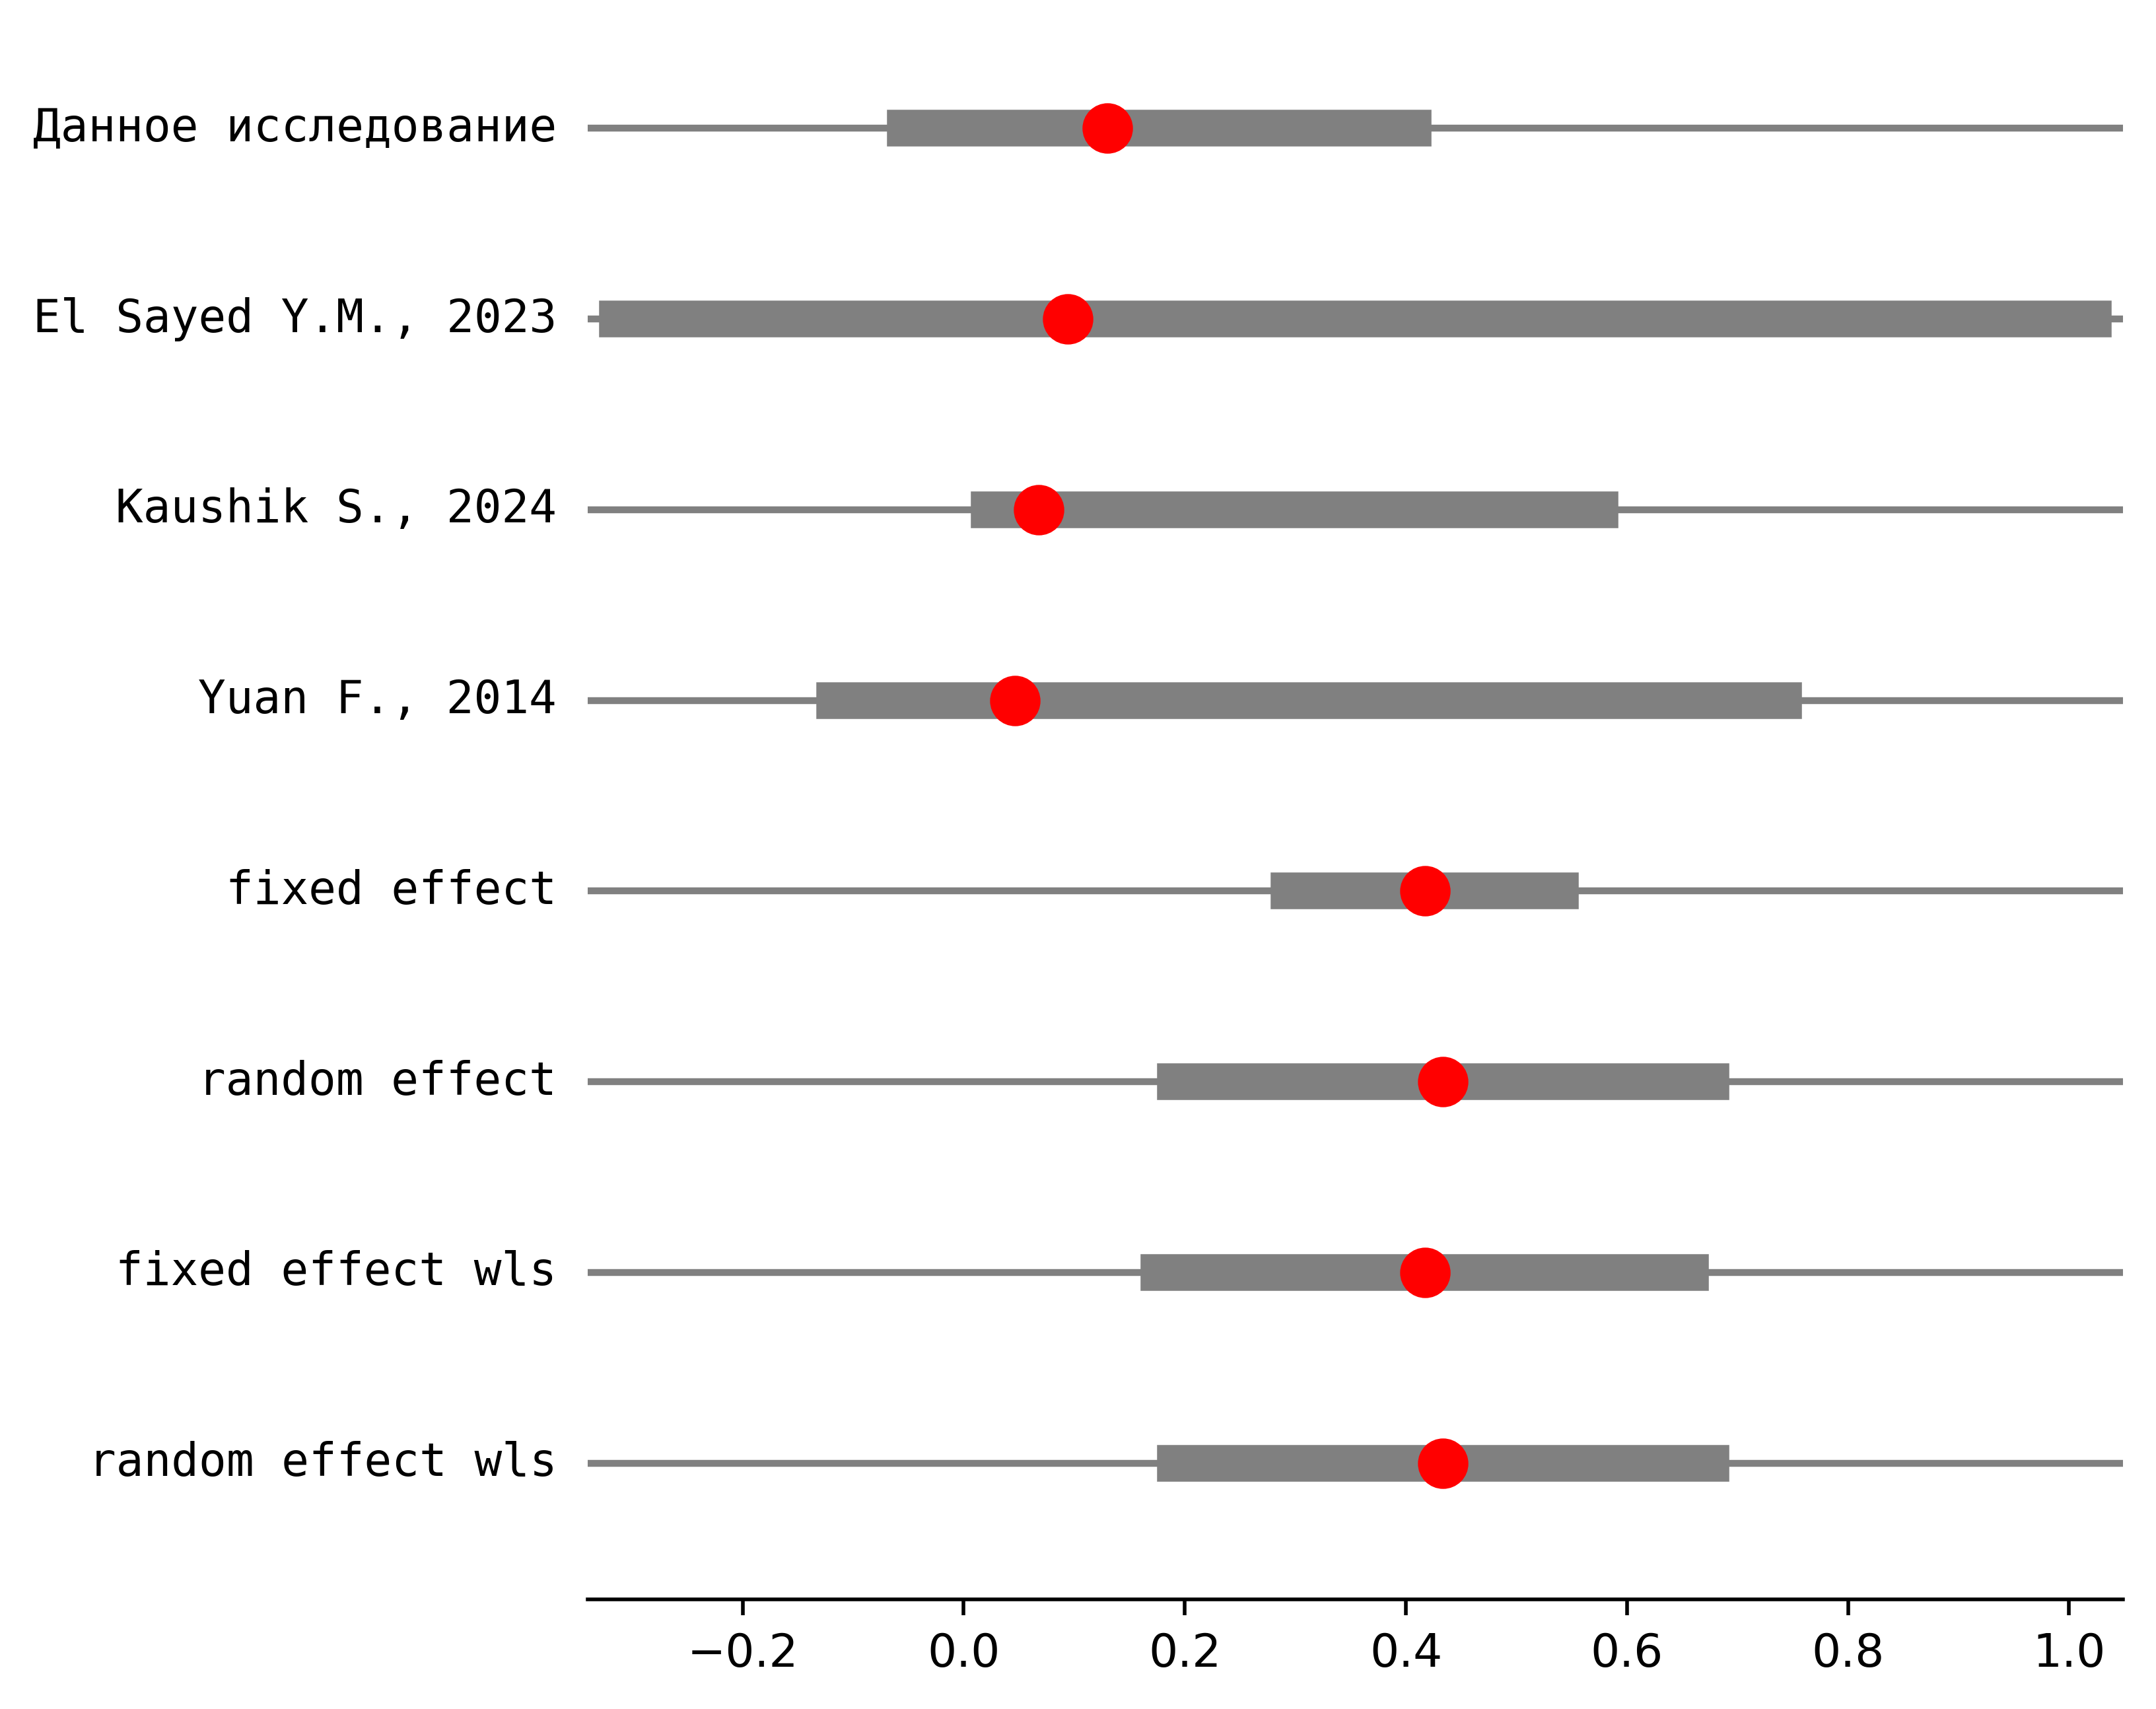 Данное исследование
El Sayed Y.M., 2023
Kaushik S., 2024
Yuan F., 2014
fixed effect
random effect
fixed effect wls
random effect wls
−0.2 0.0 0.2 0.4 0.6 0.8 1.0